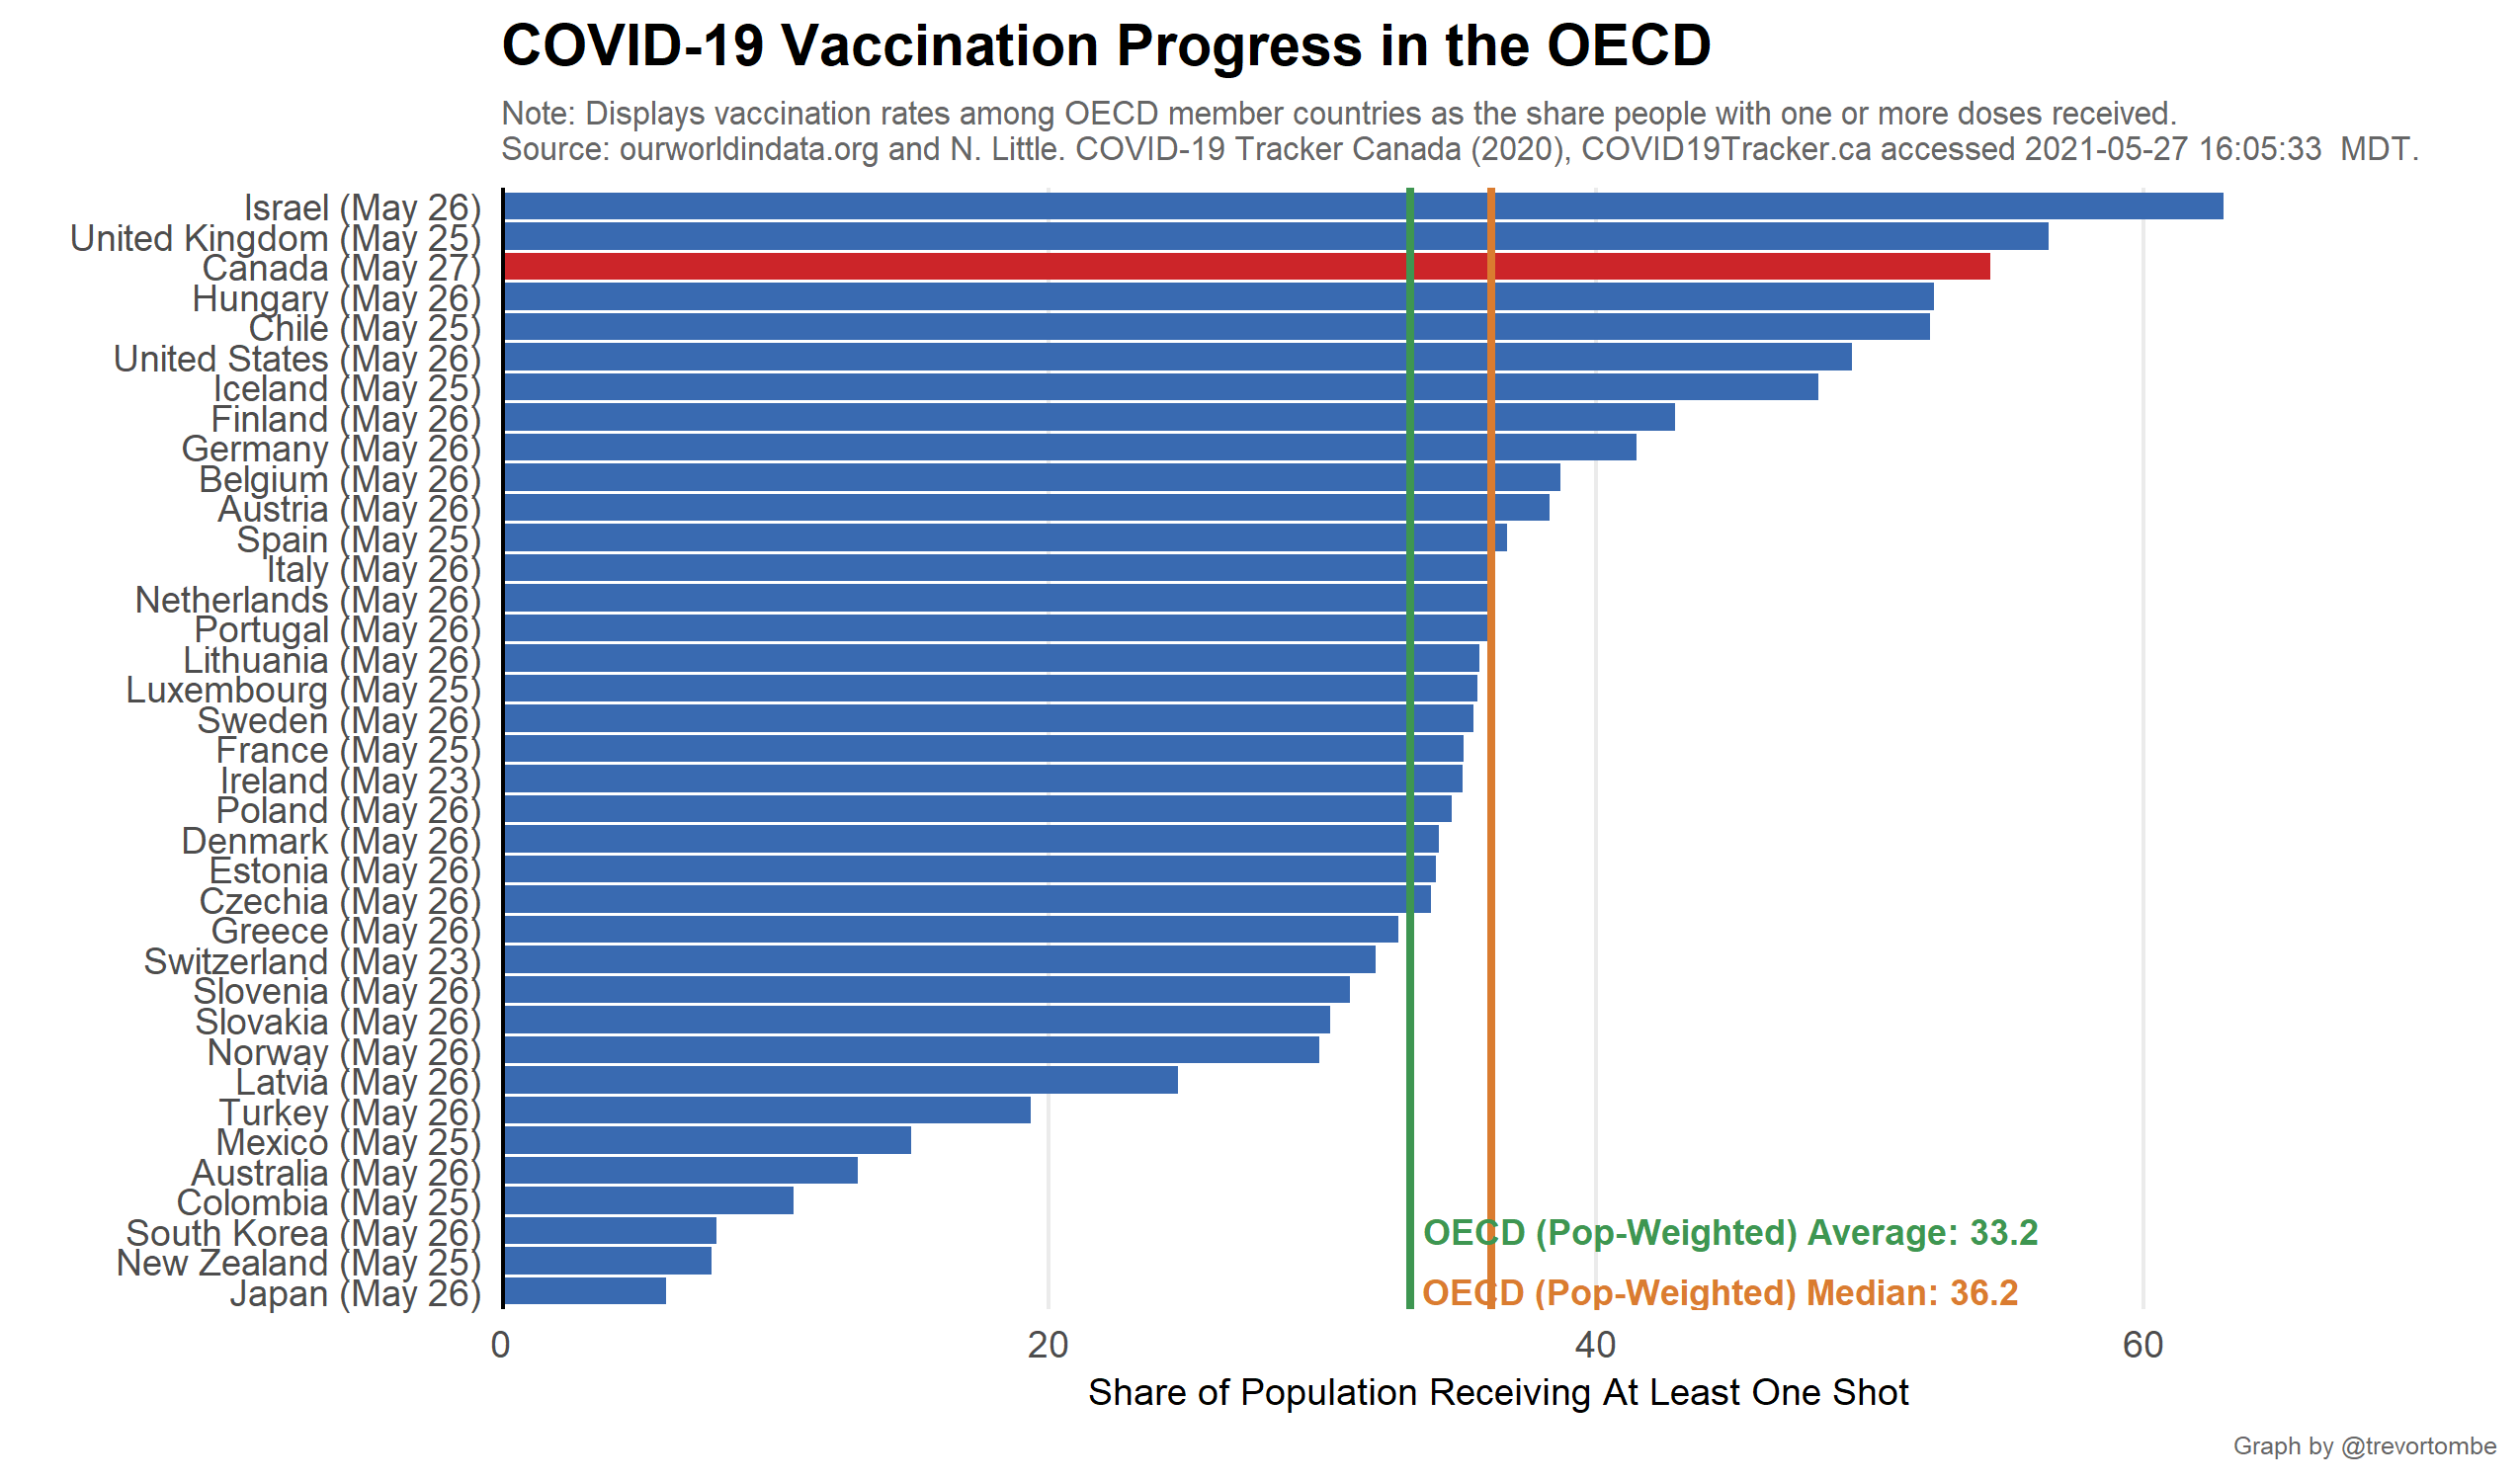 COVID-19 Vaccination Progress in the OECD
Note: Displays vaccination rates among OECD member countries as the share people with one or more doses received.
Source: ourworldindata.org and N. Little. COVID-19 Tracker Canada (2020), COVID19Tracker.ca accessed 2021-05-27 16:05:33  MDT.
Israel (May 26)
United Kingdom (May 25)
Canada (May 27)
Hungary (May 26)
Chile (May 25)
United States (May 26)
Iceland (May 25)
Finland (May 26)
Germany (May 26)
Belgium (May 26)
Austria (May 26)
Spain (May 25)
Italy (May 26)
Netherlands (May 26)
Portugal (May 26)
Lithuania (May 26)
Luxembourg (May 25)
Sweden (May 26)
France (May 25)
Ireland (May 23)
Poland (May 26)
Denmark (May 26)
Estonia (May 26)
Czechia (May 26)
Greece (May 26)
Switzerland (May 23)
Slovenia (May 26)
Slovakia (May 26)
Norway (May 26)
Latvia (May 26)
Turkey (May 26)
Mexico (May 25)
Australia (May 26)
Colombia (May 25)
South Korea (May 26)
OECD (Pop-Weighted) Average: 33.2
New Zealand (May 25)
Japan (May 26)
OECD (Pop-Weighted) Median: 36.2
0 20 40 60
Share of Population Receiving At Least One Shot
Graph by @trevortombe